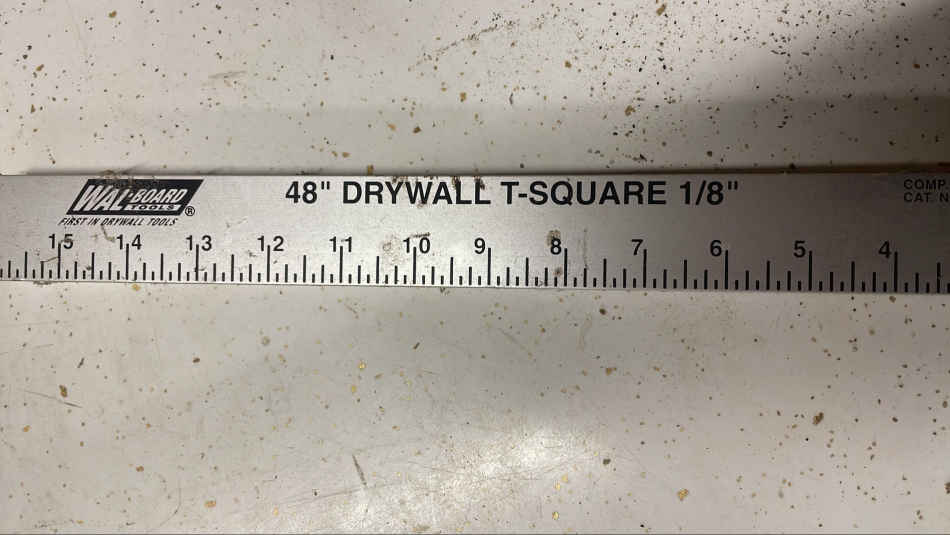 48" DRYWALL T-SQUARE 1/8"
COMP.
CAT. N
WAL-BOARD
TOOLS ®
FIRST IN DRYWALL TOOLS
15 14 13 12 11 10 9 8 7 6 5 4